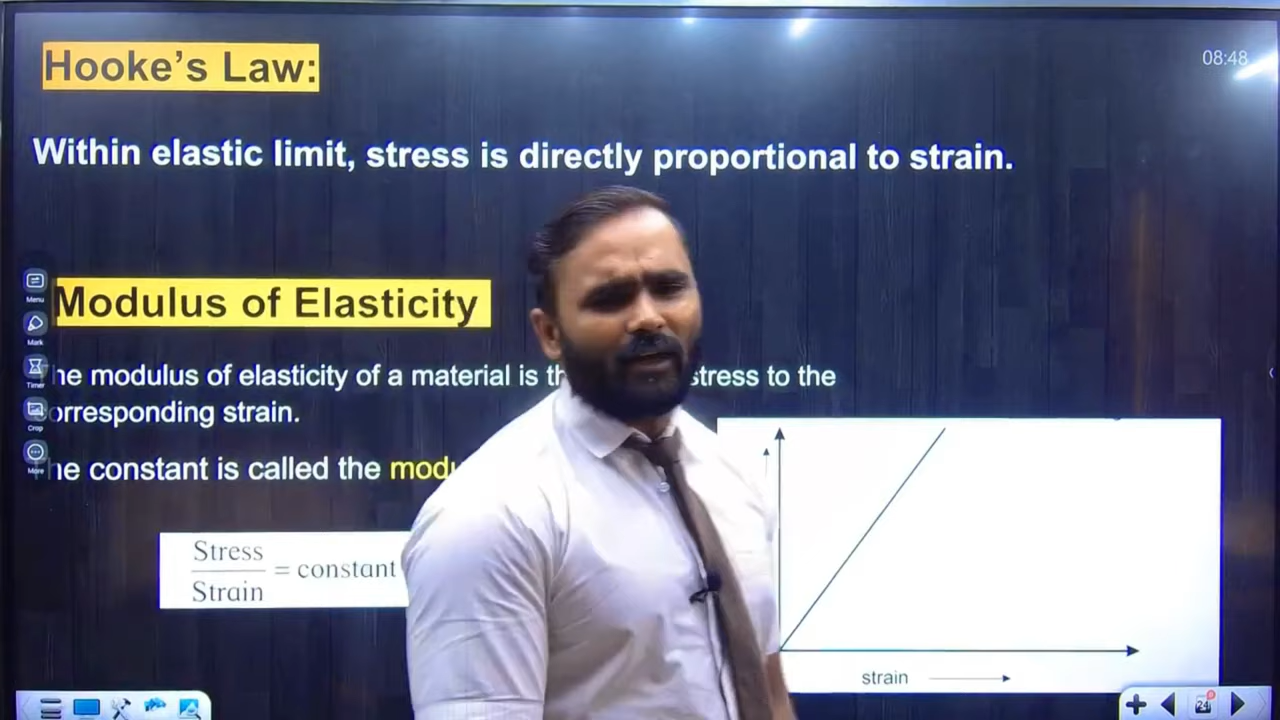 Hooke's Law:
08:48
Within elastic limit, stress is directly proportional to strain.
Modulus of Elasticity
he modulus of elasticity of a material is th stress to the
orresponding strain.
he constant is called the modu
Stress
Strain
= constant
strain
Menu
Mark
Timer
Crop
More
24